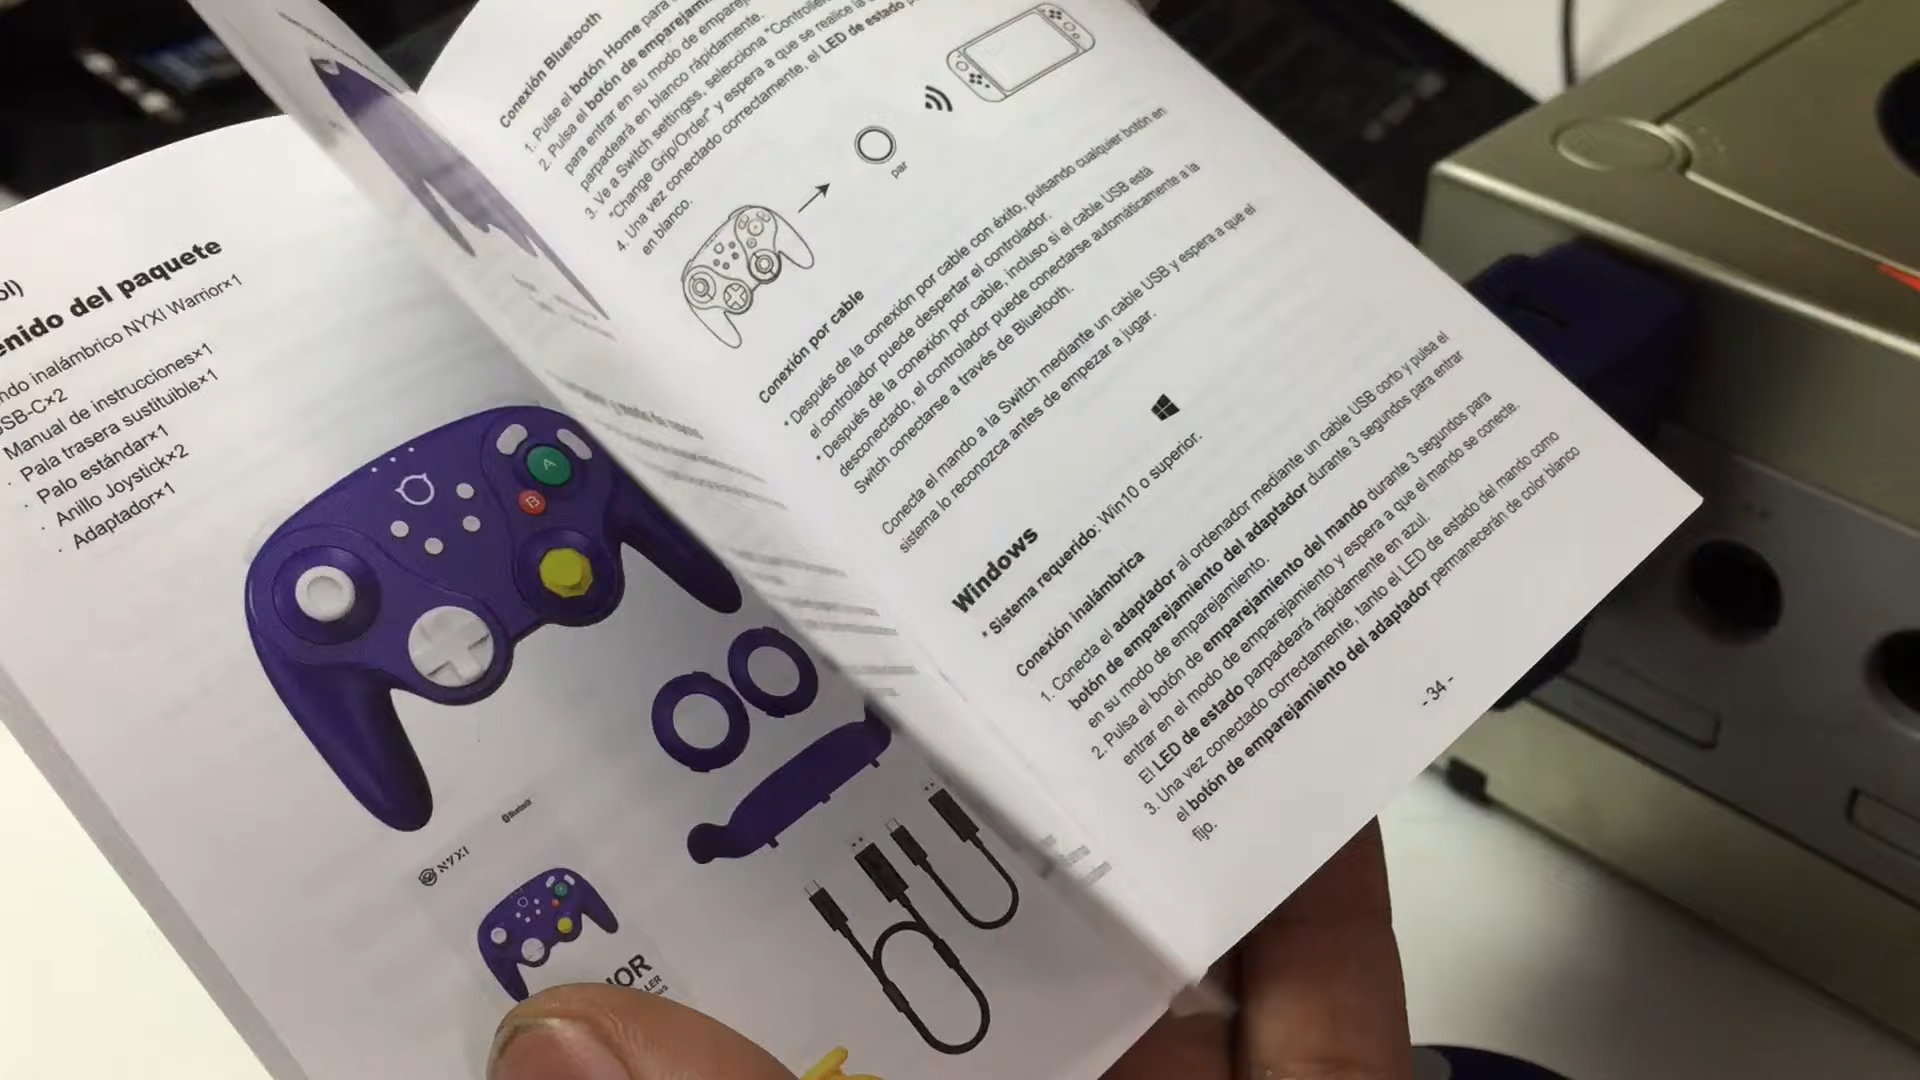 ol)
enido del paquete
ndo inalámbrico NYXI Warrior×1
SB-C×2
Manual de instrucciones×1
· Pala trasera sustituible×1
· Palo estándar×1
· Anillo Joystick×2
· Adaptador×1
Bluetooth
NYXI
A
B
Conexión Bluetooth
1. Pulse el botón Home para
2. Pulsa el botón de emparejami
para entrar en su modo de empareja
parpadeará en blanco rápidamente.
3. Ve a Switch settingss, selecciona "Controlle
"Change Grip/Order" y espera a que se realice la
4. Una vez conectado correctamente, el LED de estado
en blanco.
par
Conexión por cable
* Después de la conexión por cable con éxito, pulsando cualquier botón en
el controlador puede despertar el controlador.
* Después de la conexión por cable, incluso si el cable USB está
desconectado, el controlador puede conectarse automáticamente a la
Switch conectarse a través de Bluetooth.
Conecta el mando a la Switch mediante un cable USB y espera a que el
sistema lo reconozca antes de empezar a jugar.
Windows
* Sistema requerido: Win10 o superior.
Conexión inalámbrica
1. Conecta el adaptador al ordenador mediante un cable USB corto y pulsa el
botón de emparejamiento del adaptador durante 3 segundos para entrar
en su modo de emparejamiento.
2. Pulsa el botón de emparejamiento del mando durante 3 segundos para
entrar en el modo de emparejamiento y espera a que el mando se conecte.
El LED de estado parpadeará rápidamente en azul.
3. Una vez conectado correctamente, tanto el LED de estado del mando como
el botón de emparejamiento del adaptador permanecerán de color blanco
fijo.
- 34 -